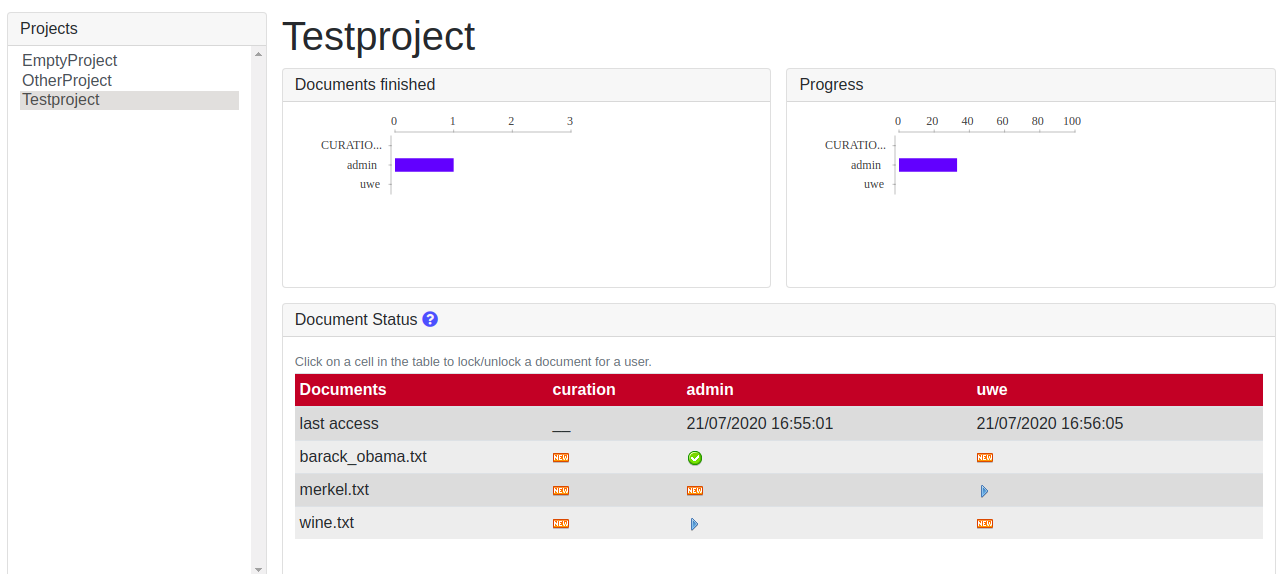 Projects
EmptyProject
OtherProject
Testproject
Testproject
Documents finished
0 1 2 3
CURATIO...
admin
uwe
Progress
0 20 40 60 80 100
CURATIO...
admin
uwe
Document Status ?
Click on a cell in the table to lock/unlock a document for a user.
Documents curation admin uwe
last access __ 21/07/2020 16:55:01 21/07/2020 16:56:05
barack_obama.txt NEW NEW
merkel.txt NEW NEW
wine.txt NEW NEW